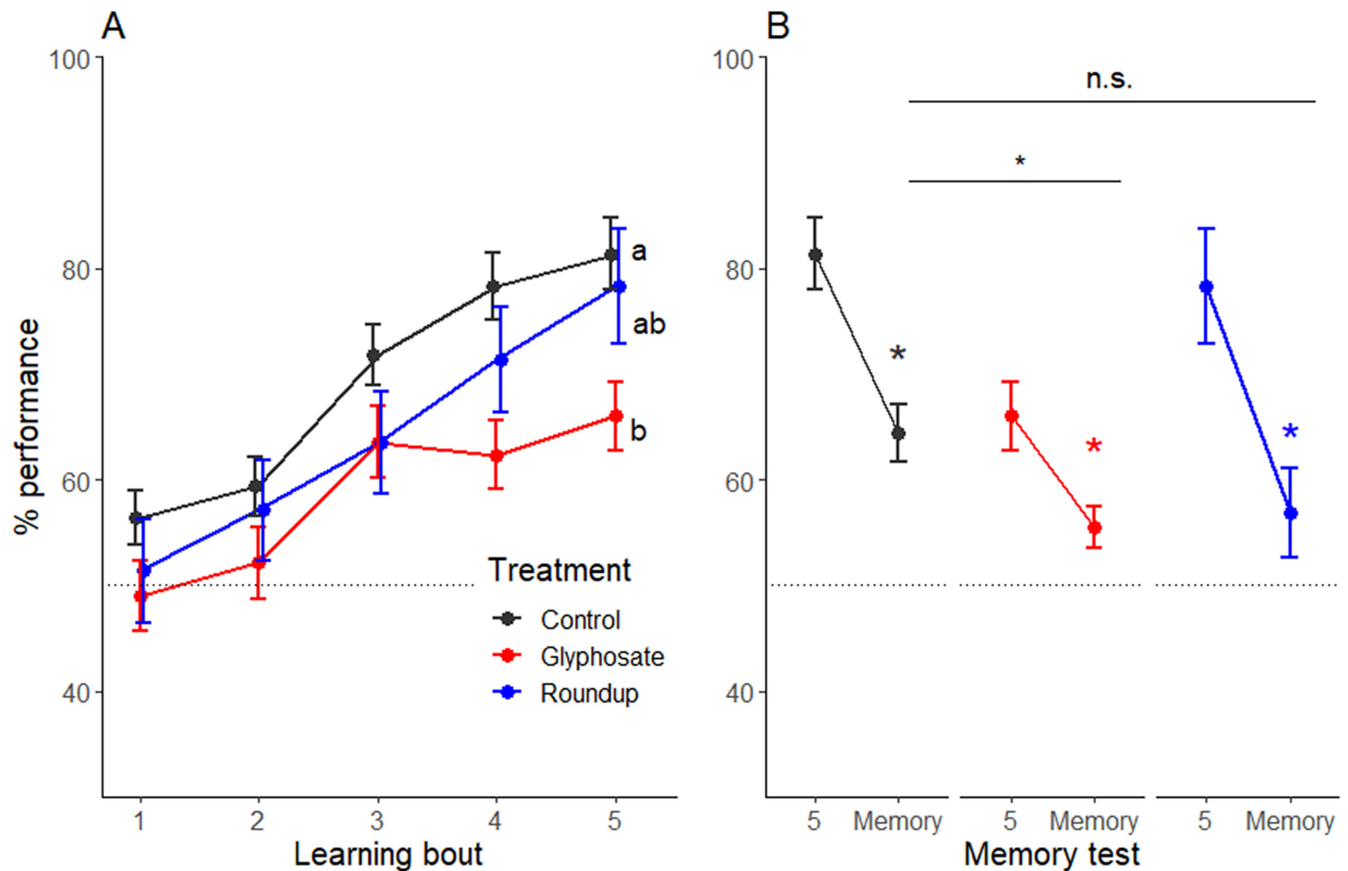 A
100
80
60
40
% performance
a
ab
b
Treatment
Control
Glyphosate
Roundup
1 2 3 4 5
Learning bout
B
100
80
60
40
n.s.
*
*
*
*
5 Memory 5 Memory 5 Memory
Memory test